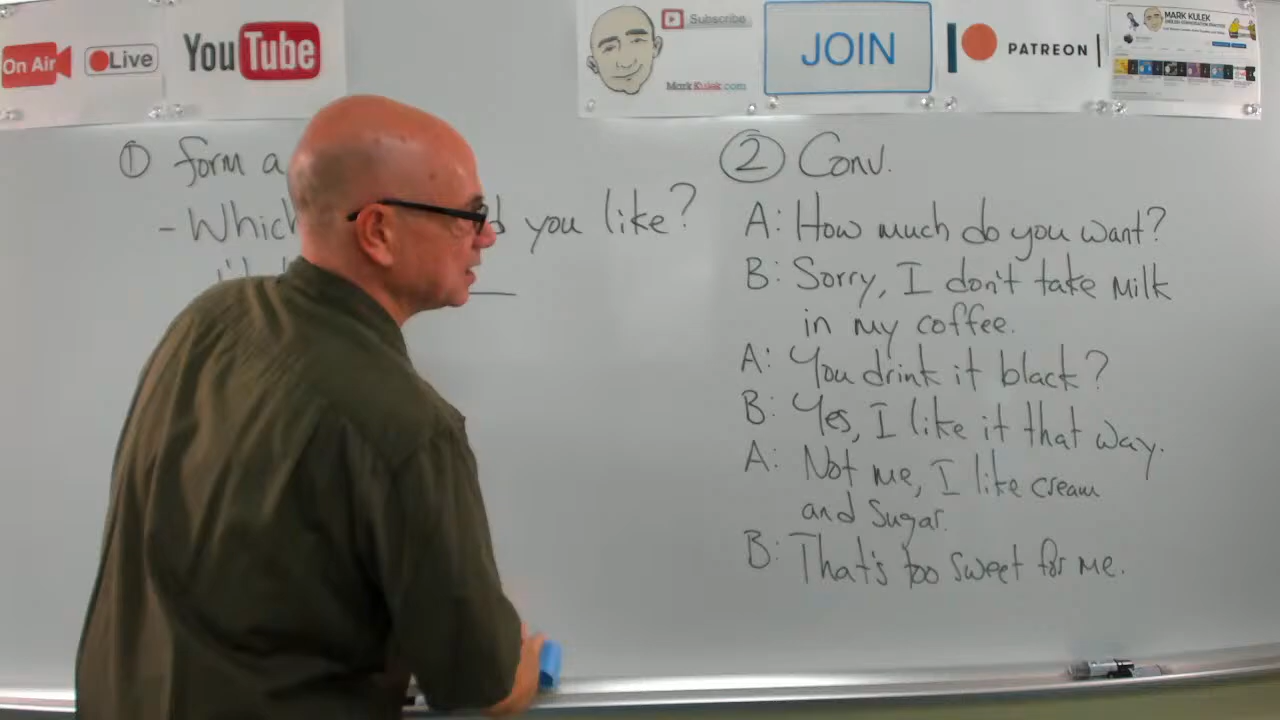 On Air
Live
YouTube
Subscribe
MarkKulek.com
JOIN
PATREON
MARK KULEK
① form a
- Which you like?
② Conv.
A: How much do you want?
B: Sorry, I don't take milk
in my coffee.
A: You drink it black?
B: Yes, I like it that way.
A: Not me, I like cream
and sugar.
B: That's too sweet for me.